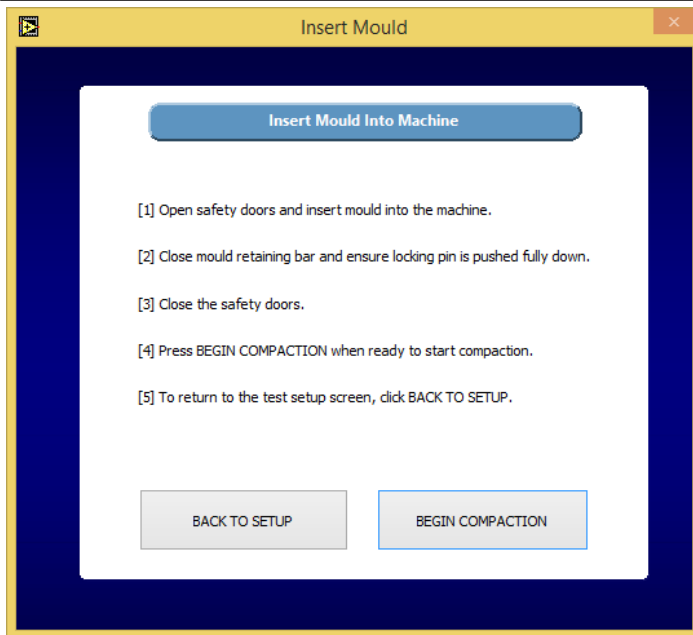 Insert Mould
Insert Mould Into Machine
[1] Open safety doors and insert mould into the machine.
[2] Close mould retaining bar and ensure locking pin is pushed fully down.
[3] Close the safety doors.
[4] Press BEGIN COMPACTION when ready to start compaction.
[5] To return to the test setup screen, click BACK TO SETUP.
BACK TO SETUP
BEGIN COMPACTION